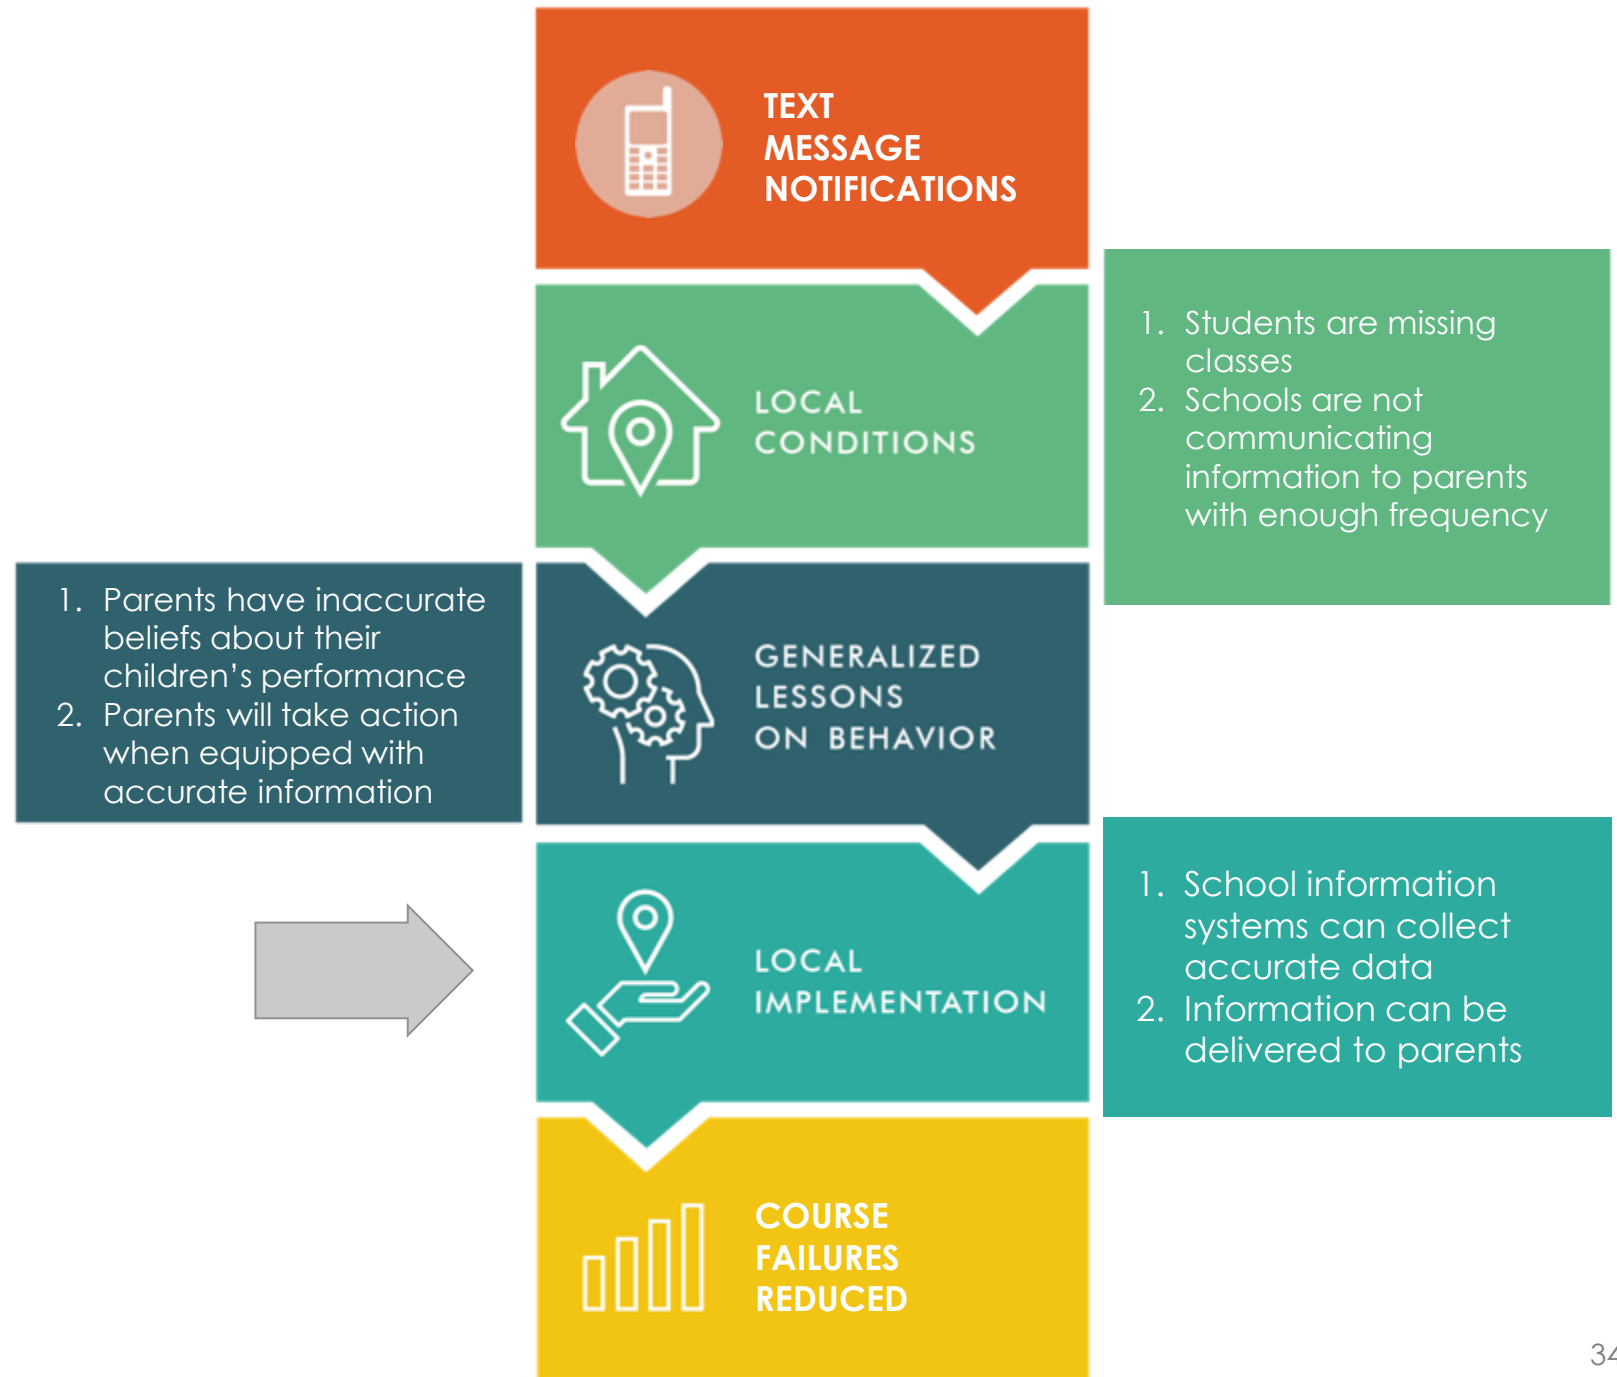 TEXT
MESSAGE
NOTIFICATIONS
LOCAL
CONDITIONS
1. Students are missing
classes
2. Schools are not
communicating
information to parents
with enough frequency
1. Parents have inaccurate
beliefs about their
children’s performance
2. Parents will take action
when equipped with
accurate information
GENERALIZED
LESSONS
ON BEHAVIOR
LOCAL
IMPLEMENTATION
1. School information
systems can collect
accurate data
2. Information can be
delivered to parents
COURSE
FAILURES
REDUCED
34